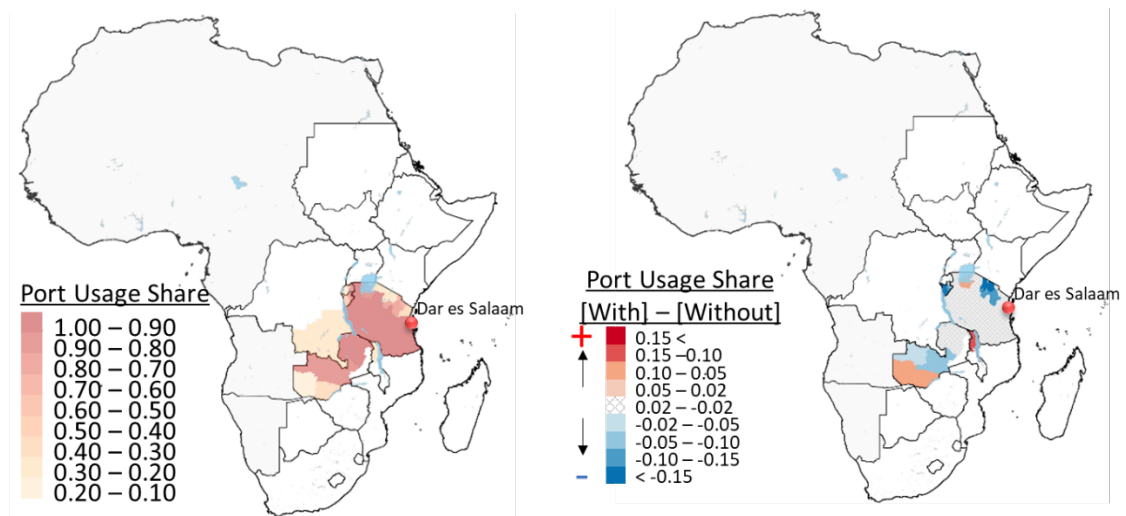 Port Usage Share
1.00 – 0.90
0.90 – 0.80
0.80 – 0.70
0.70 – 0.60
0.60 – 0.50
0.50 – 0.40
0.40 – 0.30
0.30 – 0.20
0.20 – 0.10
Dar es Salaam
Port Usage Share
[With] – [Without]
+
0.15 <
0.15 –0.10
0.10 – 0.05
0.05 – 0.02
0.02 – -0.02
-0.02 – -0.05
-0.05 – -0.10
-0.10 – -0.15
< -0.15
–
Dar es Salaam